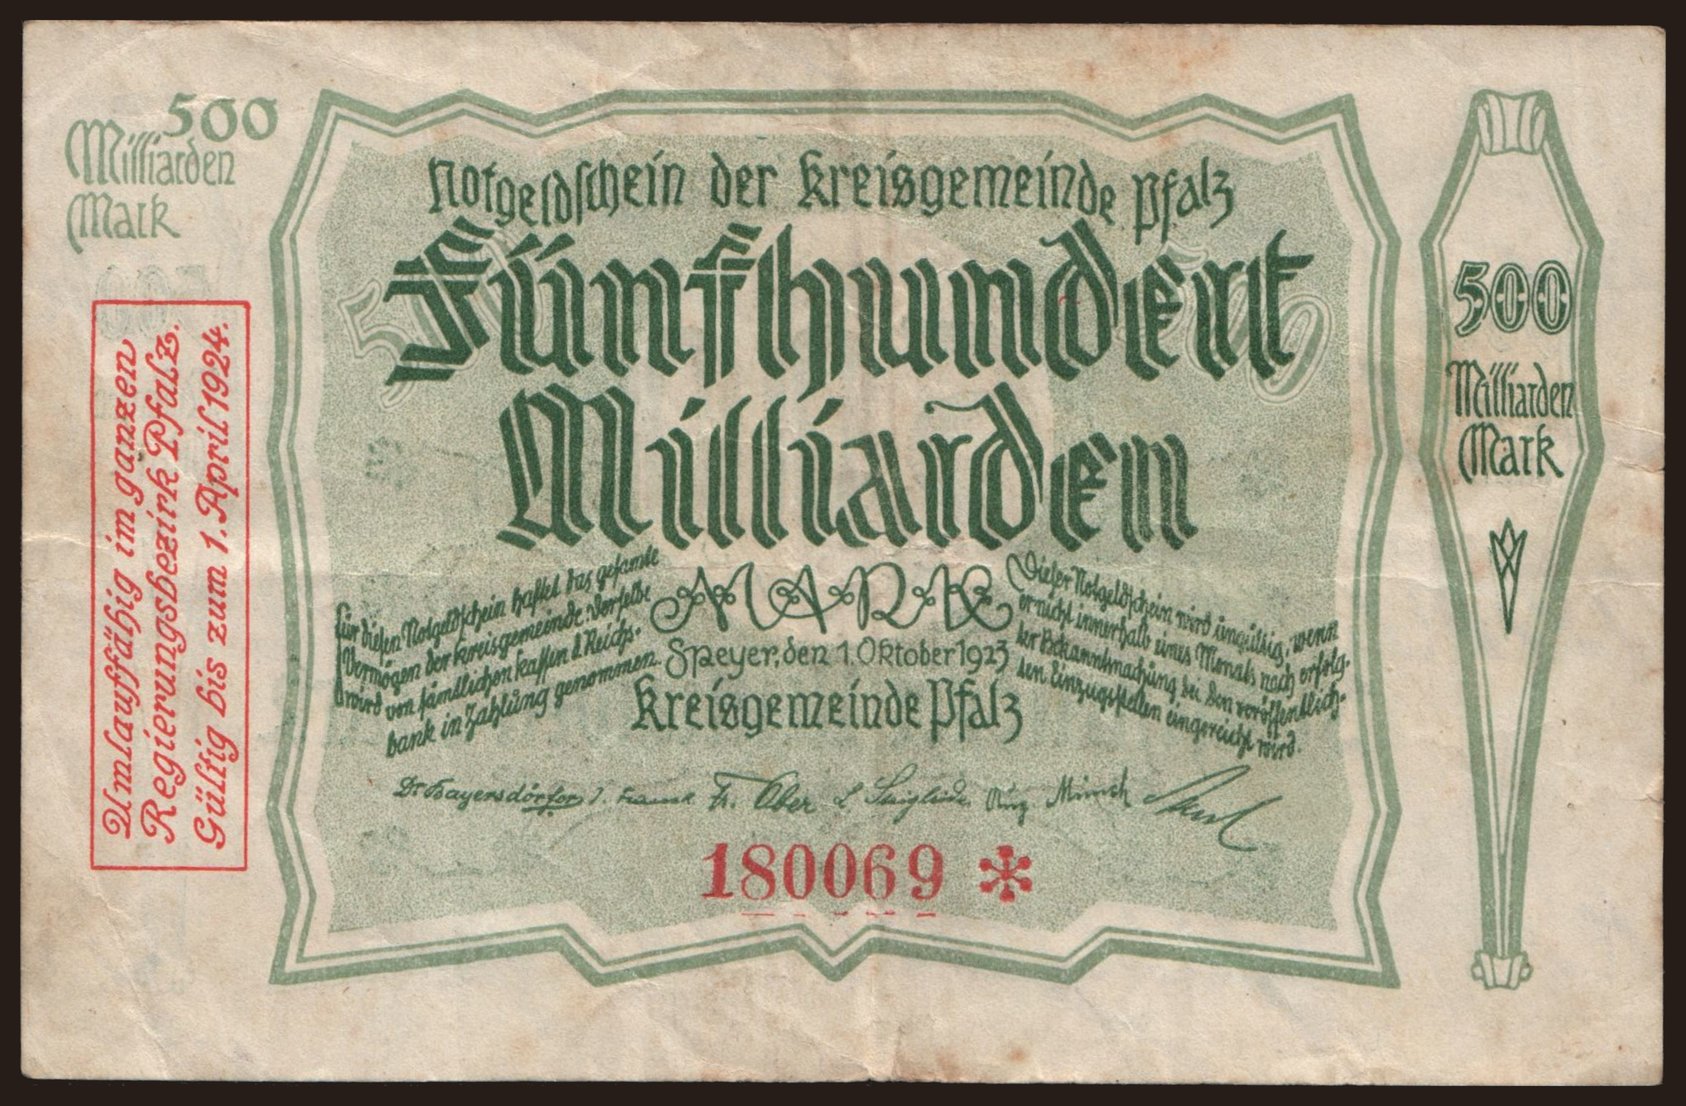 500
Milliarden
Mark
Notgeldschein der Kreisgemeinde Pfalz
Fünfhundert
Milliarden
MARK
Für diesen Notgeldschein haftet das gesamte
Vermögen der Kreisgemeinde. Derselbe
wird von sämtlichen Kassen d. Reichs-
bank in Zahlung genommen.
Speyer, den 1. Oktober 1923
Kreisgemeinde Pfalz
Dieser Notgeldschein wird ungültig, wenn
er nicht innerhalb eines Monats nach erfolg-
ter Bekanntmachung bei den veröffentlich-
ten Einzugsstellen eingereicht wird.
Dr. Bayersdörfer J. Fr. Ober
180069 *
Umlauffähig im ganzen
Regierungsbezirk Pfalz.
Gültig bis zum 1. April 1924.
500
Milliarden
Mark